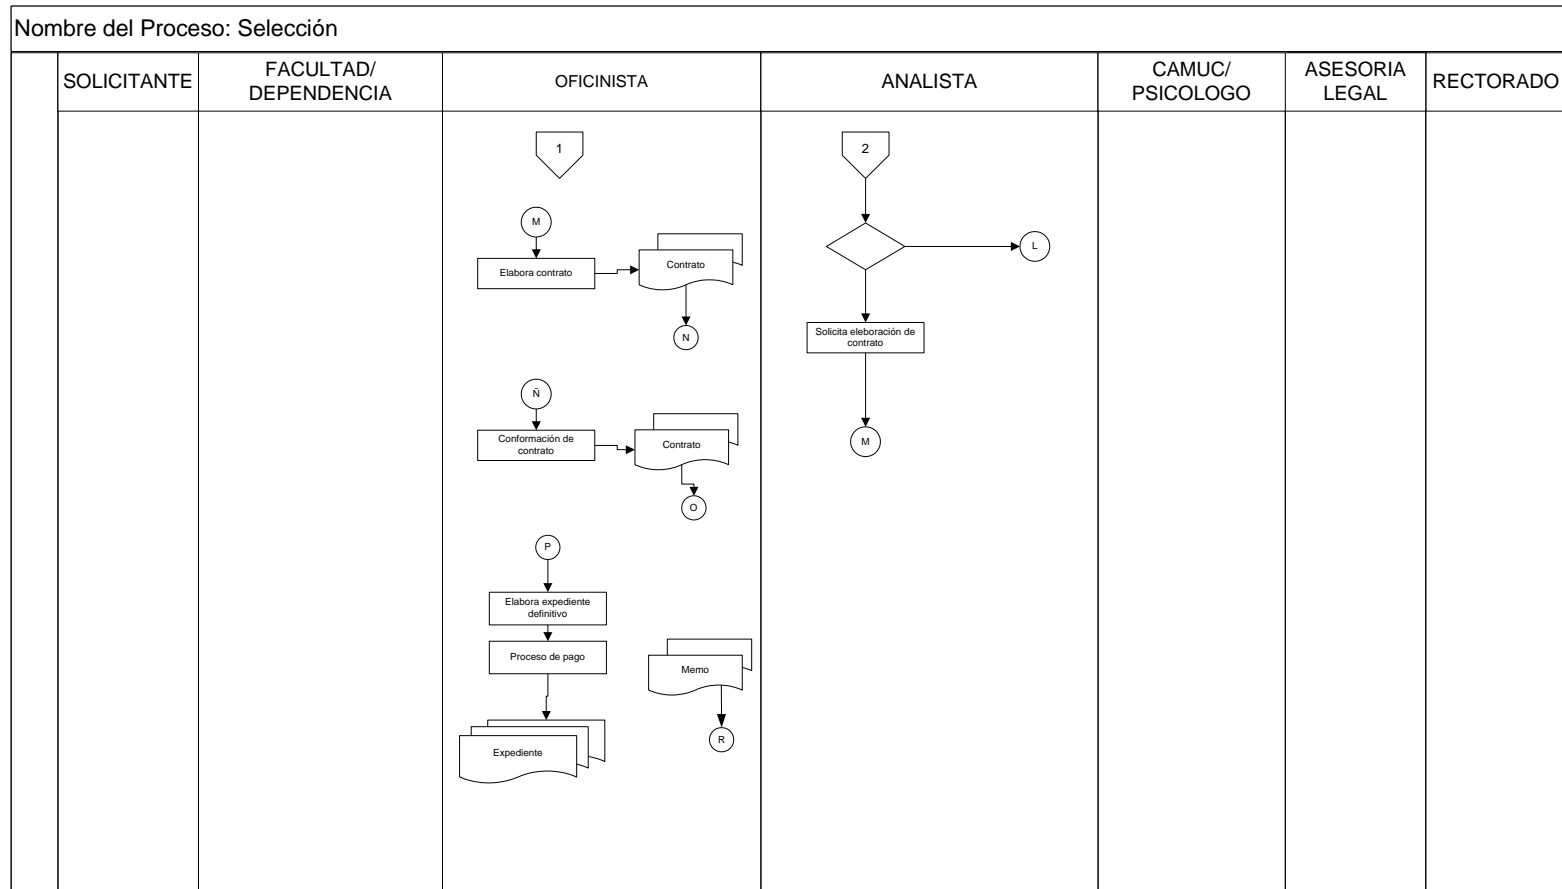 Nombre del Proceso: Selección
SOLICITANTE
FACULTAD/
DEPENDENCIA
OFICINISTA
ANALISTA
CAMUC/
PSICOLOGO
ASESORIA
LEGAL
RECTORADO
1
2
M
Elabora contrato
Contrato
N
L
Solicita eleboración de
contrato
M
Ñ
Conformación de
contrato
Contrato
O
P
Elabora expediente
definitivo
Proceso de pago
Memo
R
Expediente